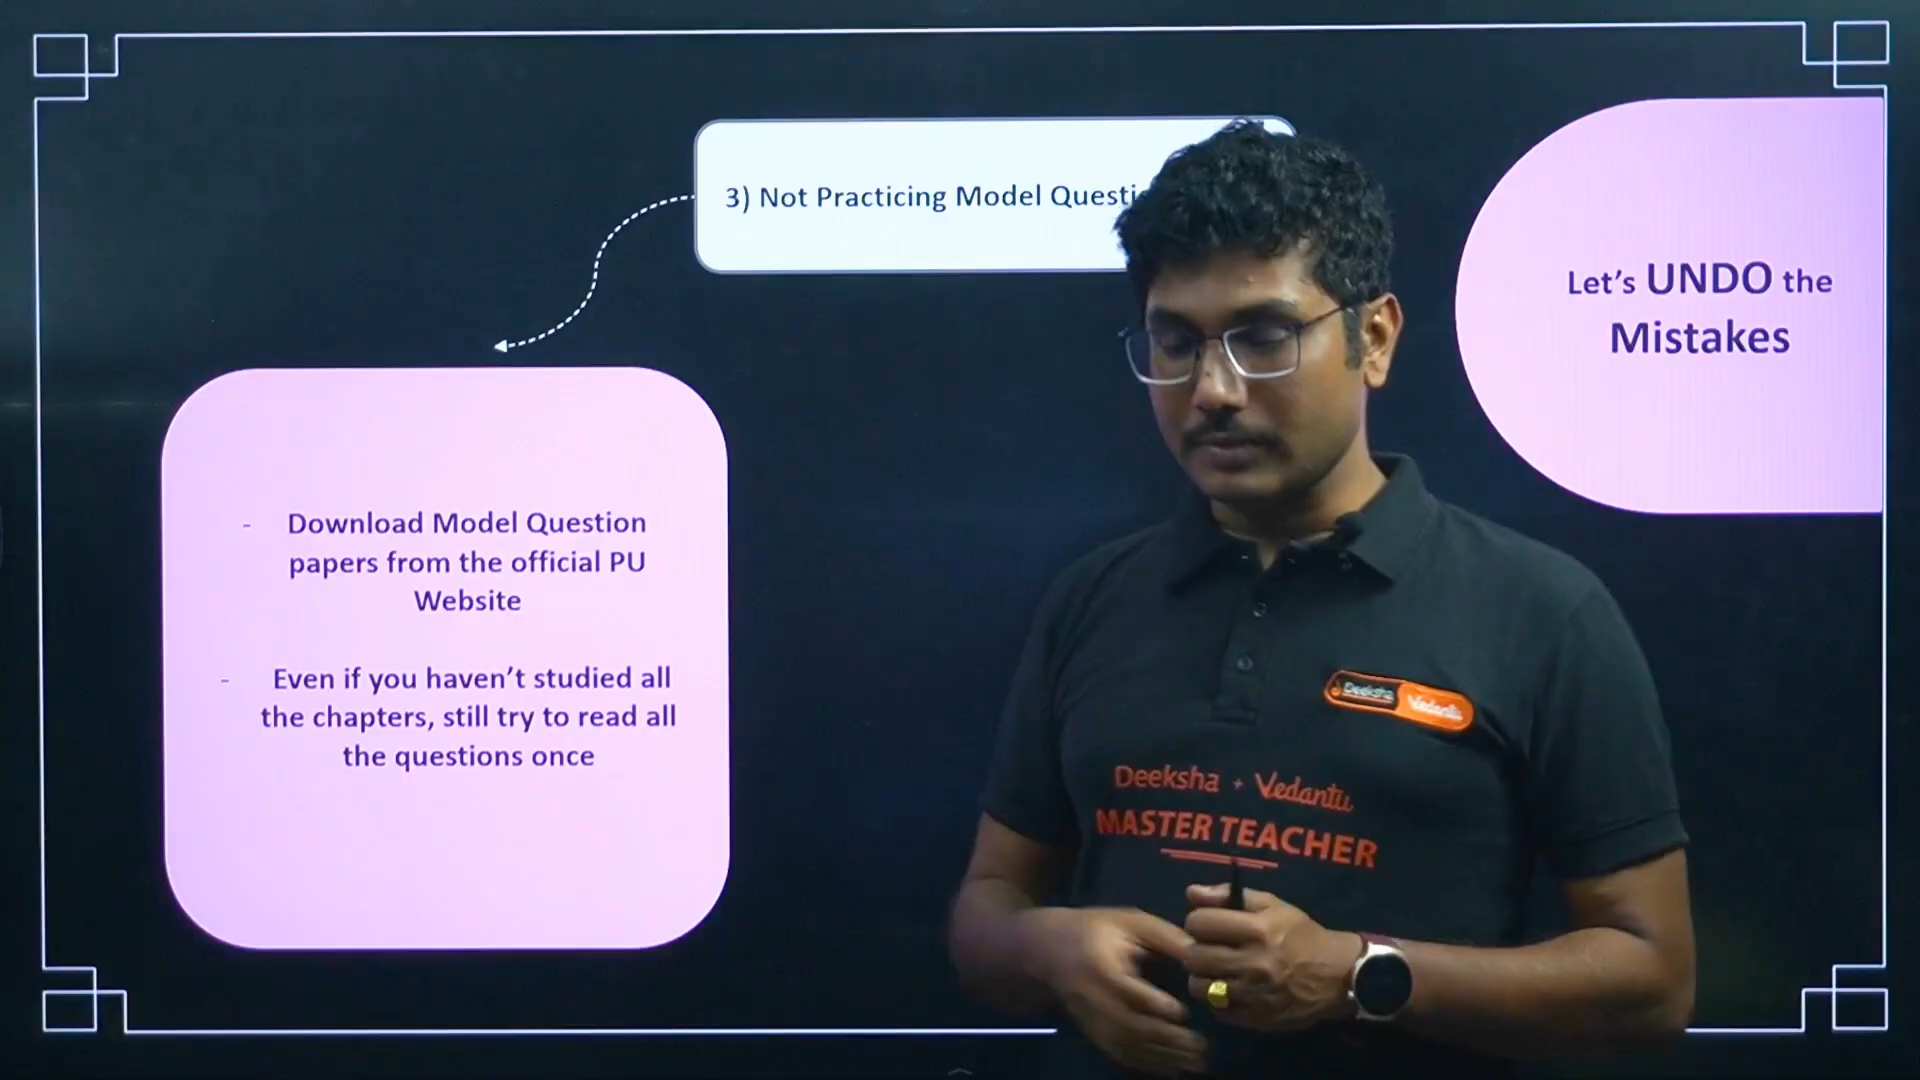 3) Not Practicing Model
Let's UNDO the
Mistakes
- Download Model Question
papers from the official PU
Website
- Even if you haven't studied all
the chapters, still try to read all
the questions once
Deeksha Vedantu
Deeksha + Vedantu
MASTER TEACHER